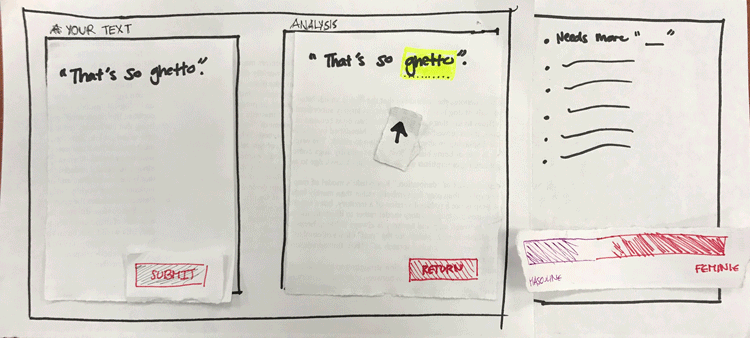 * YOUR TEXT
"That's so ghetto."
SUBMIT
ANALYSIS
"That's so ghetto".
RETURN
• Needs more "__"
MASCULINE
FEMININE